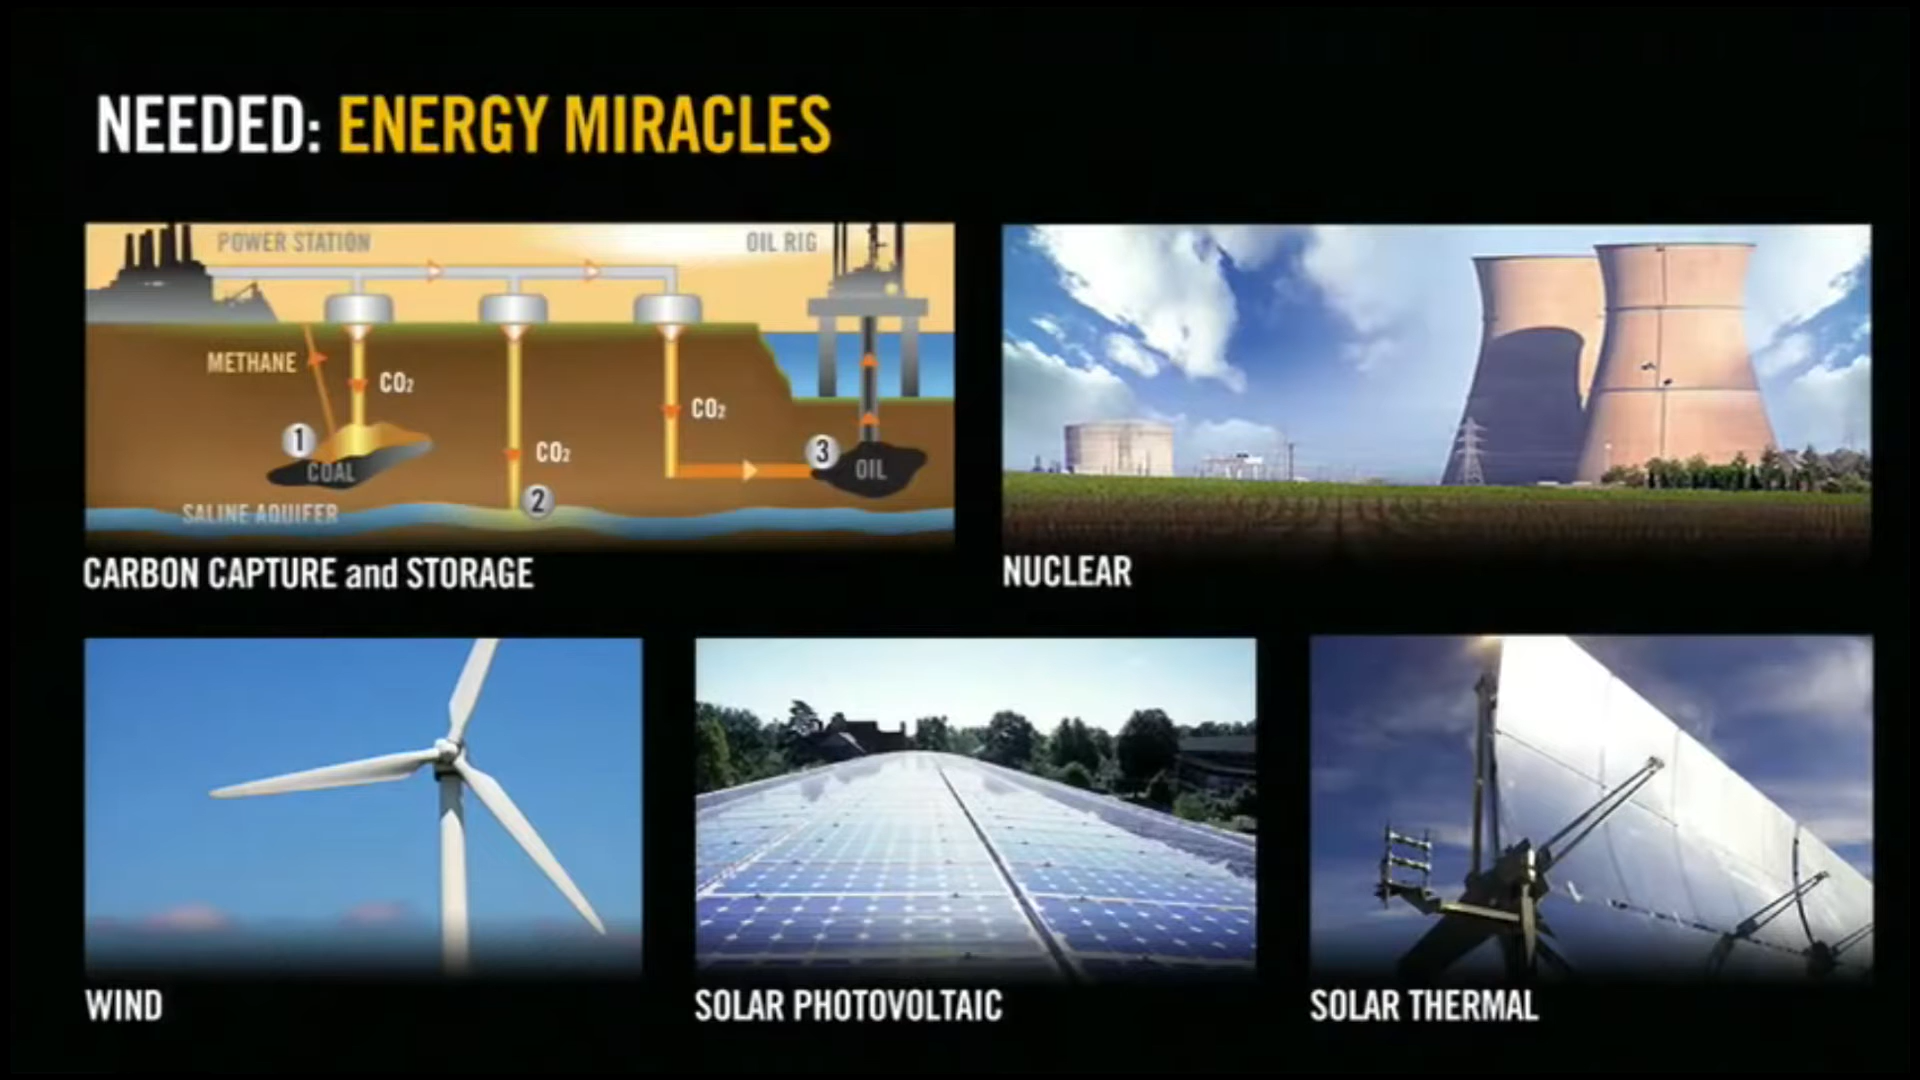 NEEDED: ENERGY MIRACLES
POWER STATION
OIL RIG
METHANE
CO₂
CO₂
CO₂
1
COAL
2
3
OIL
SALINE AQUIFER
CARBON CAPTURE and STORAGE
NUCLEAR
WIND
SOLAR PHOTOVOLTAIC
SOLAR THERMAL